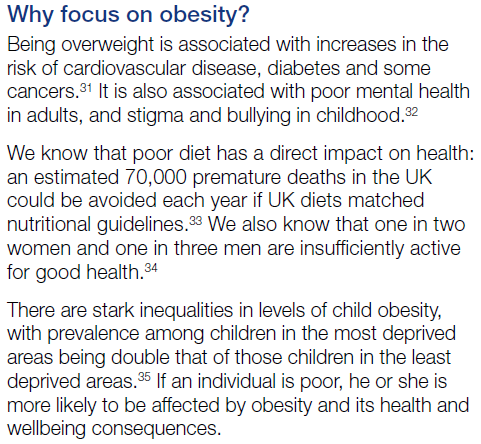 Why focus on obesity?
Being overweight is associated with increases in the
risk of cardiovascular disease, diabetes and some
cancers.³¹ It is also associated with poor mental health
in adults, and stigma and bullying in childhood.³²
We know that poor diet has a direct impact on health:
an estimated 70,000 premature deaths in the UK
could be avoided each year if UK diets matched
nutritional guidelines.³³ We also know that one in two
women and one in three men are insufficiently active
for good health.³⁴
There are stark inequalities in levels of child obesity,
with prevalence among children in the most deprived
areas being double that of those children in the least
deprived areas.³⁵ If an individual is poor, he or she is
more likely to be affected by obesity and its health and
wellbeing consequences.